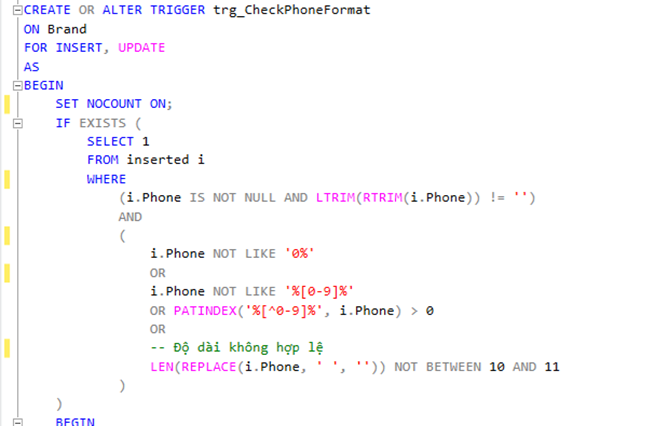 CREATE OR ALTER TRIGGER trg_CheckPhoneFormat
ON Brand
FOR INSERT, UPDATE
AS
BEGIN
SET NOCOUNT ON;
IF EXISTS (
SELECT 1
FROM inserted i
WHERE
(i.Phone IS NOT NULL AND LTRIM(RTRIM(i.Phone)) != '')
AND
(
i.Phone NOT LIKE '0%'
OR
i.Phone NOT LIKE '%[0-9]%'
OR PATINDEX('%[^0-9]%', i.Phone) > 0
OR
-- Độ dài không hợp lệ
LEN(REPLACE(i.Phone, ' ', '')) NOT BETWEEN 10 AND 11
)
)
BEGIN